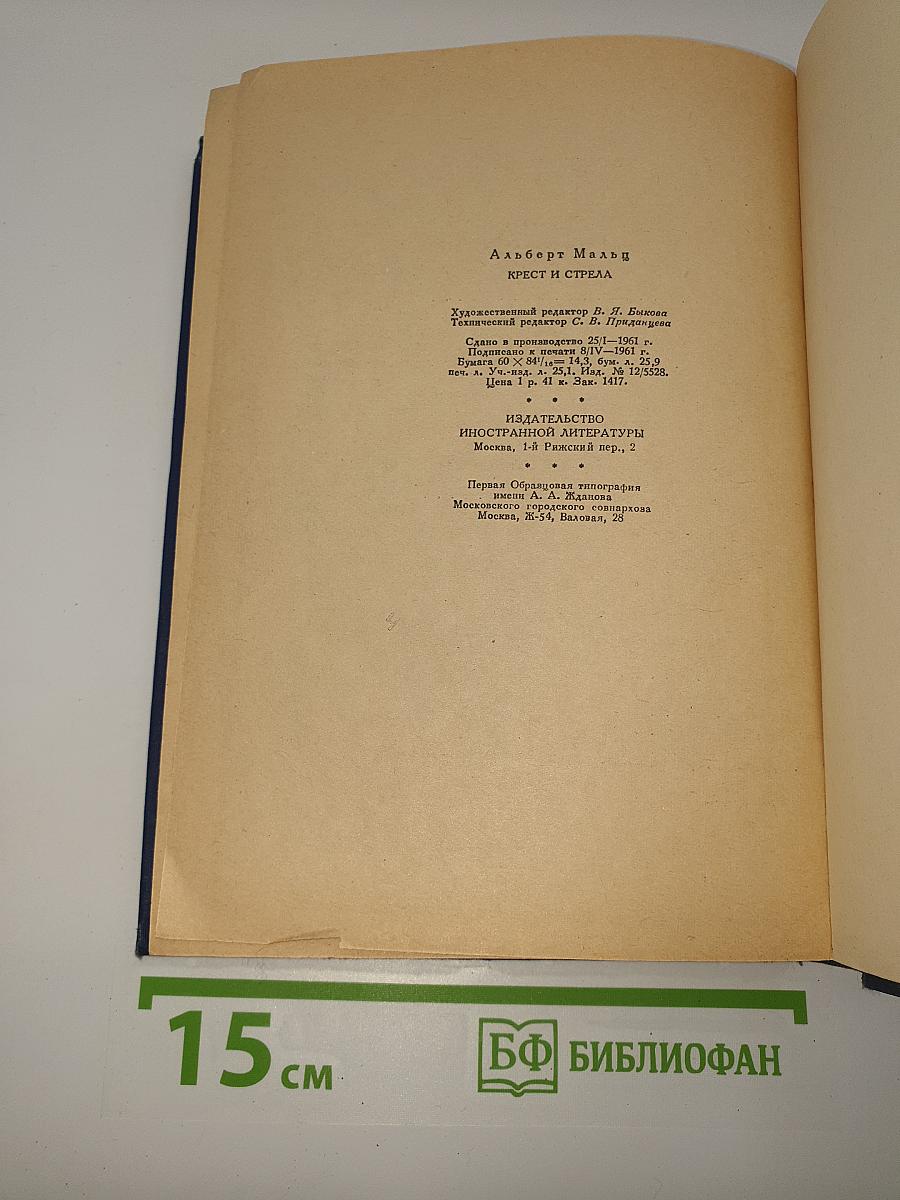 Альберт Мальц
КРЕСТ И СТРЕЛА
Художественный редактор В. Я. Быкова
Технический редактор С. В. Приданцева
Сдано в производство 25/I—1961 г.
Подписано к печати 8/IV—1961 г.
Бумага 60 × 84¹/₁₆= 14,3, бум. л. 25,9
печ. л. Уч.-изд. л. 25,1. Изд. № 12/5528.
Цена 1 р. 41 к. Зак. 1417.
* * *
ИЗДАТЕЛЬСТВО
ИНОСТРАННОЙ ЛИТЕРАТУРЫ
Москва, 1-й Рижский пер., 2
* * *
Первая Образцовая типография
имени А. А. Жданова
Московского городского совнархоза
Москва, Ж-54, Валовая, 28
15 см
БФ БИБЛИОФАН